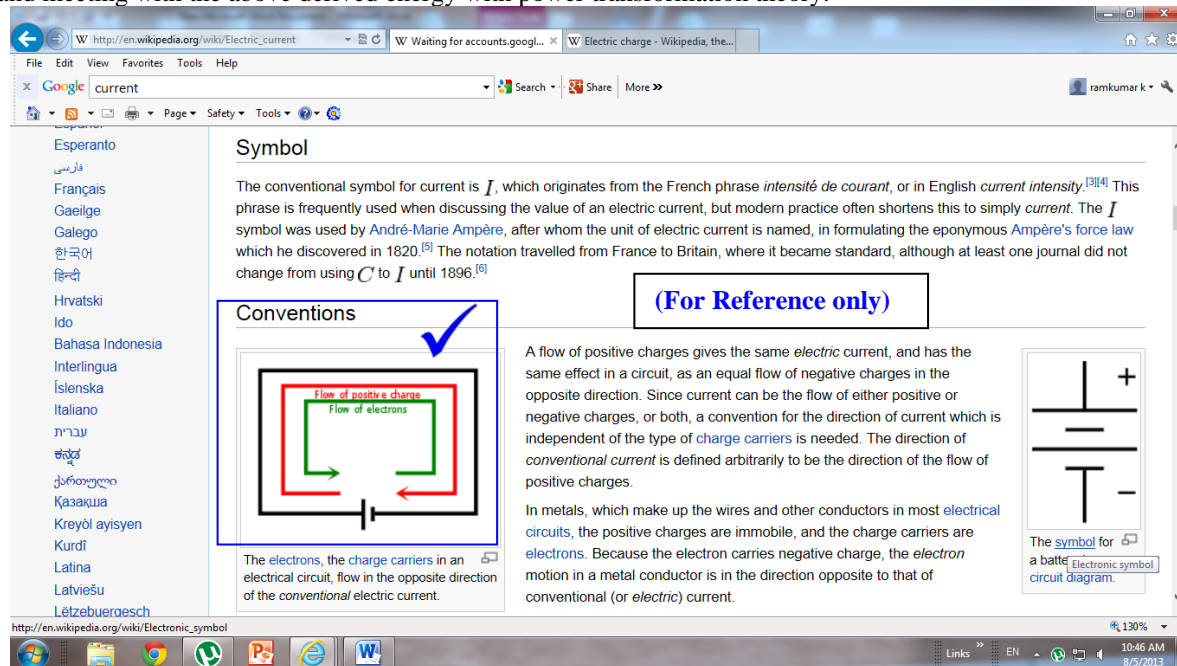 and meeting with the above derived energy with power transformation theory.
http://en.wikipedia.org/wiki/Electric_current
W Waiting for accounts.googl... ×
W Electric charge - Wikipedia, the...
File Edit View Favorites Tools Help
x Google current
Search
Share
More »
ramkumar k
Page Safety Tools
Esperanto
فارسی
Français
Gaeilge
Galego
한국어
हिन्दी
Hrvatski
Ido
Bahasa Indonesia
Interlingua
Íslenska
Italiano
עברית
ಕನ್ನಡ
ქართული
Қазақша
Kreyòl ayisyen
Kurdî
Latina
Latviešu
Lëtzebuergesch
Symbol
The conventional symbol for current is I, which originates from the French phrase intensité de courant, or in English current intensity.[3][4] This
phrase is frequently used when discussing the value of an electric current, but modern practice often shortens this to simply current. The I
symbol was used by André-Marie Ampère, after whom the unit of electric current is named, in formulating the eponymous Ampère's force law
which he discovered in 1820.[5] The notation travelled from France to Britain, where it became standard, although at least one journal did not
change from using C to I until 1896.[6]
(For Reference only)
Conventions
Flow of positive charge
Flow of electrons
The electrons, the charge carriers in an
electrical circuit, flow in the opposite direction
of the conventional electric current.
A flow of positive charges gives the same electric current, and has the
same effect in a circuit, as an equal flow of negative charges in the
opposite direction. Since current can be the flow of either positive or
negative charges, or both, a convention for the direction of current which is
independent of the type of charge carriers is needed. The direction of
conventional current is defined arbitrarily to be the direction of the flow of
positive charges.
In metals, which make up the wires and other conductors in most electrical
circuits, the positive charges are immobile, and the charge carriers are
electrons. Because the electron carries negative charge, the electron
motion in a metal conductor is in the direction opposite to that of
conventional (or electric) current.
+
−
The symbol for
a batte
Electronic symbol
circuit diagram.
http://en.wikipedia.org/wiki/Electronic_symbol
130%
Links »
EN
10:46 AM
8/5/2013